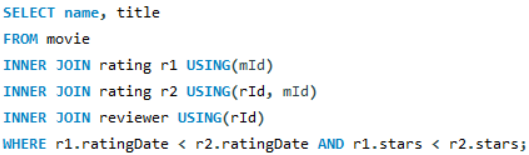 SELECT name, title
FROM movie
INNER JOIN rating r1 USING(mId)
INNER JOIN rating r2 USING(rId, mId)
INNER JOIN reviewer USING(rId)
WHERE r1.ratingDate < r2.ratingDate AND r1.stars < r2.stars;